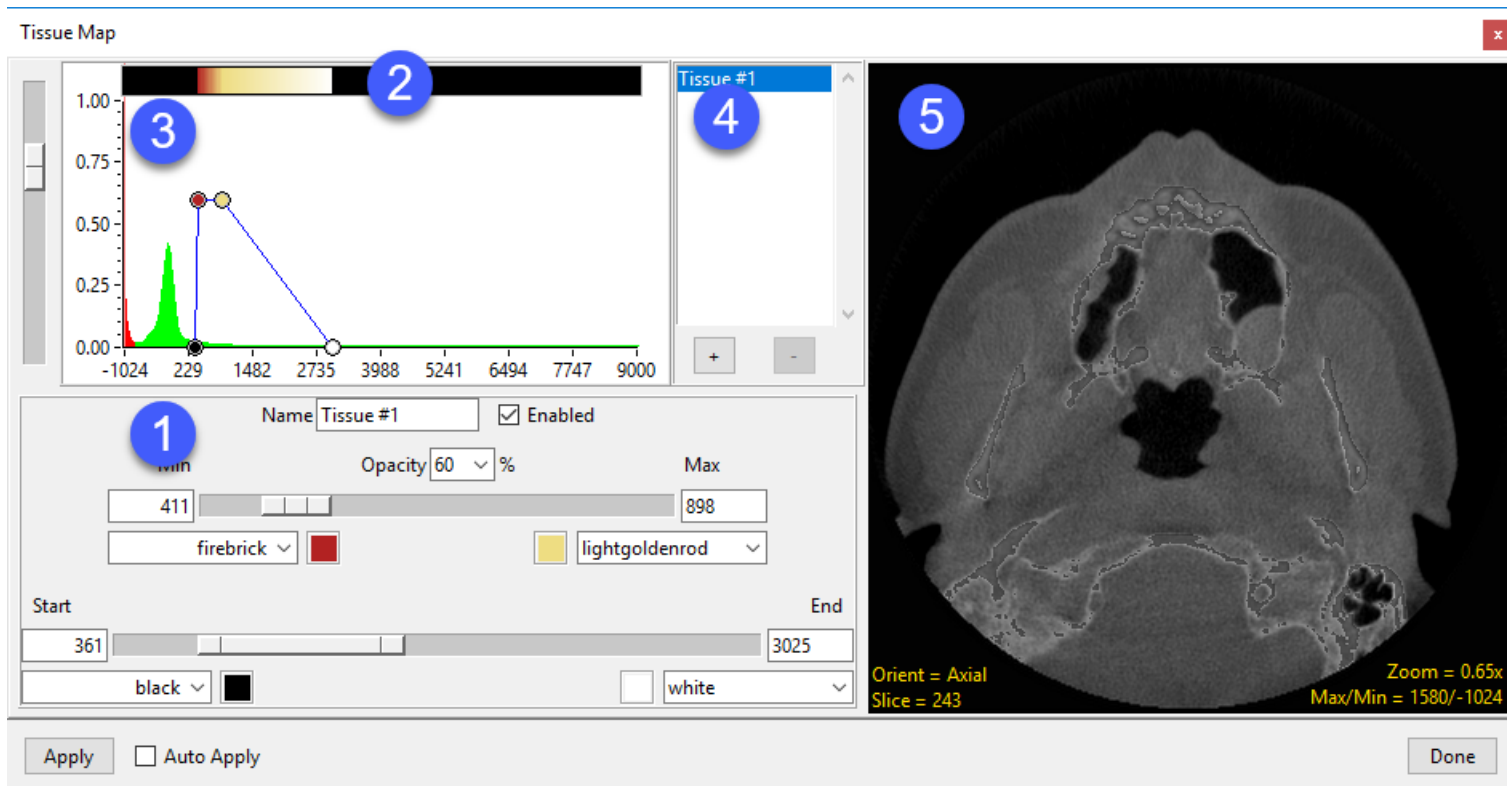 Tissue Map
x
2
Tissue #1
1.00
3
4
5
0.75
0.50
0.25
0.00
-1024 229 1482 2735 3988 5241 6494 7747 9000
+ -
1
Name Tissue #1 Enabled
Min Opacity 60 % Max
411 898
firebrick lightgoldenrod
Start End
361 3025
black white
Orient = Axial Zoom = 0.65x
Slice = 243 Max/Min = 1580/-1024
Apply Auto Apply Done